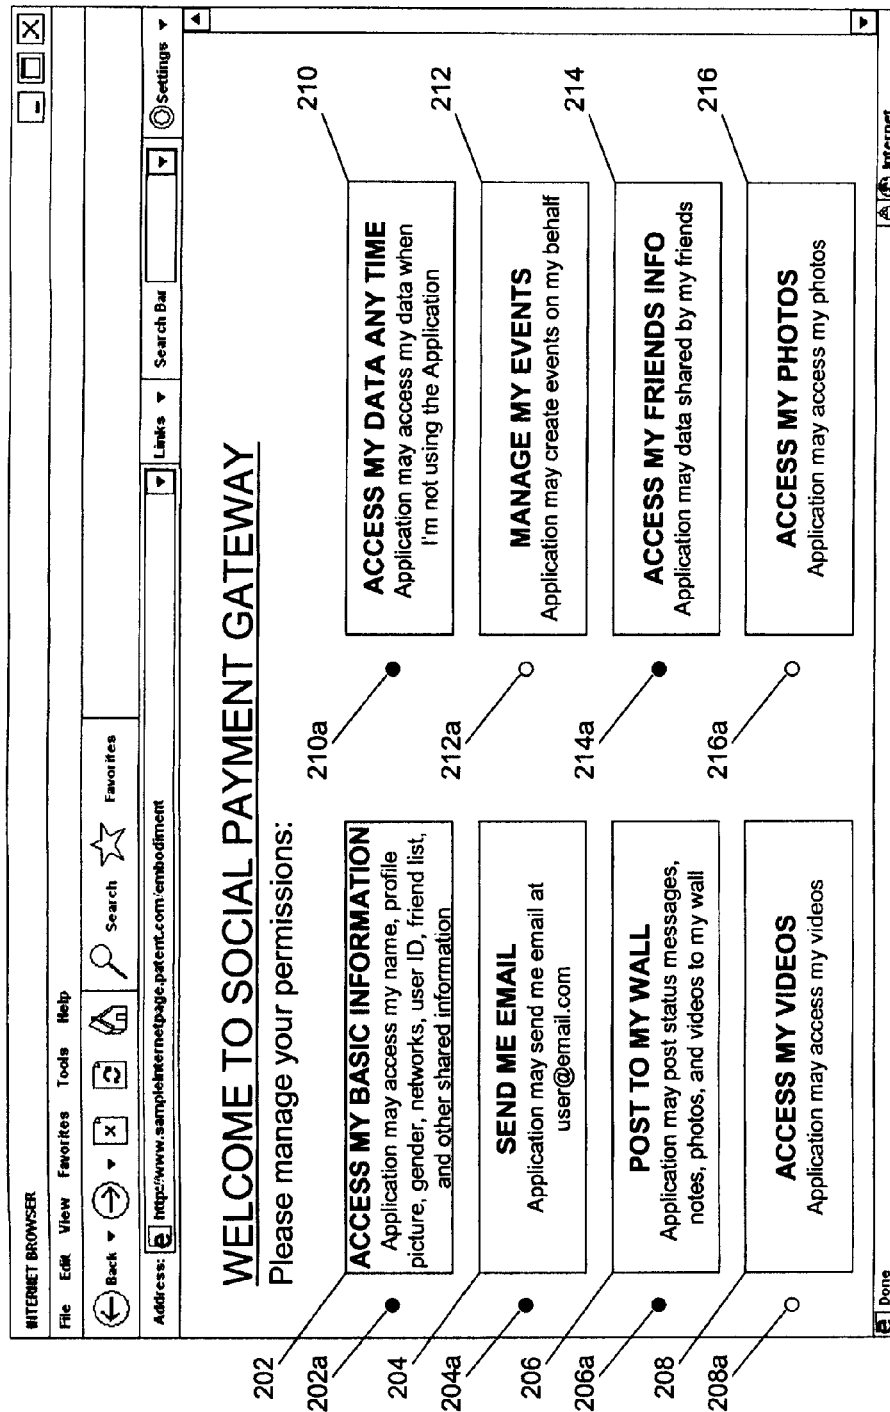 INTERNET BROWSER
File Edit View Favorites Tools Help
Back Search Favorites
Address: http://www.sampleinternetpage.patent.com/embodiment Links Search Bar Settings
WELCOME TO SOCIAL PAYMENT GATEWAY
Please manage your permissions:
202
202a
ACCESS MY BASIC INFORMATION
Application may access my name, profile
picture, gender, networks, user ID, friend list,
and other shared information
210
210a
ACCESS MY DATA ANY TIME
Application may access my data when
I'm not using the Application
204
204a
SEND ME EMAIL
Application may send me email at
user@email.com
212
212a
MANAGE MY EVENTS
Application may create events on my behalf
206
206a
POST TO MY WALL
Application may post status messages,
notes, photos, and videos to my wall
214
214a
ACCESS MY FRIENDS INFO
Application may data shared by my friends
208
208a
ACCESS MY VIDEOS
Application may access my videos
216
216a
ACCESS MY PHOTOS
Application may access my photos
Done Internet